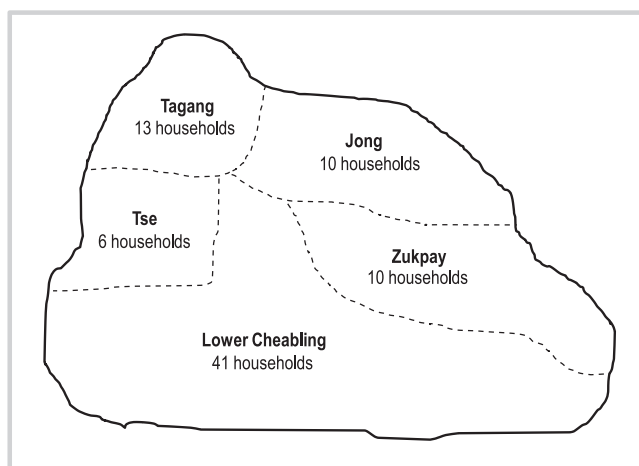 Tagang
13 households
Jong
10 households
Tse
6 households
Zukpay
10 households
Lower Cheabling
41 households